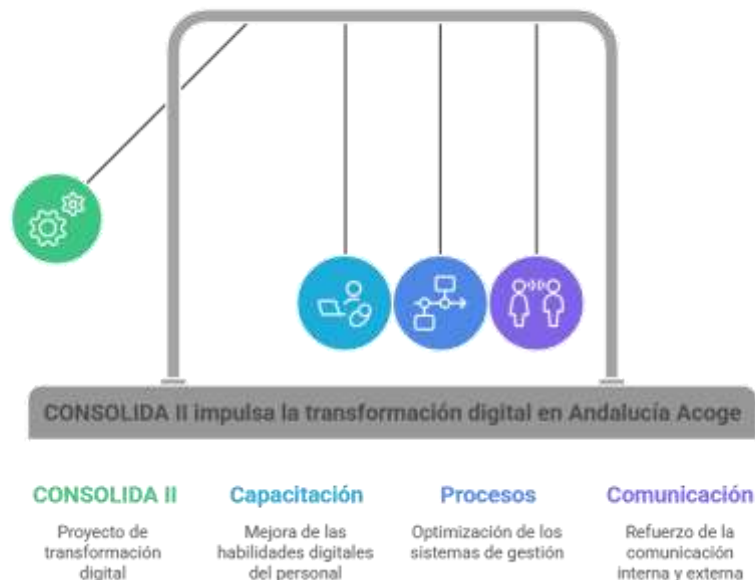 CONSOLIDA II impulsa la transformación digital en Andalucía Acoge
CONSOLIDA II
Proyecto de
transformación
digital
Capacitación
Mejora de las
habilidades digitales
del personal
Procesos
Optimización de los
sistemas de gestión
Comunicación
Refuerzo de la
comunicación
interna y externa